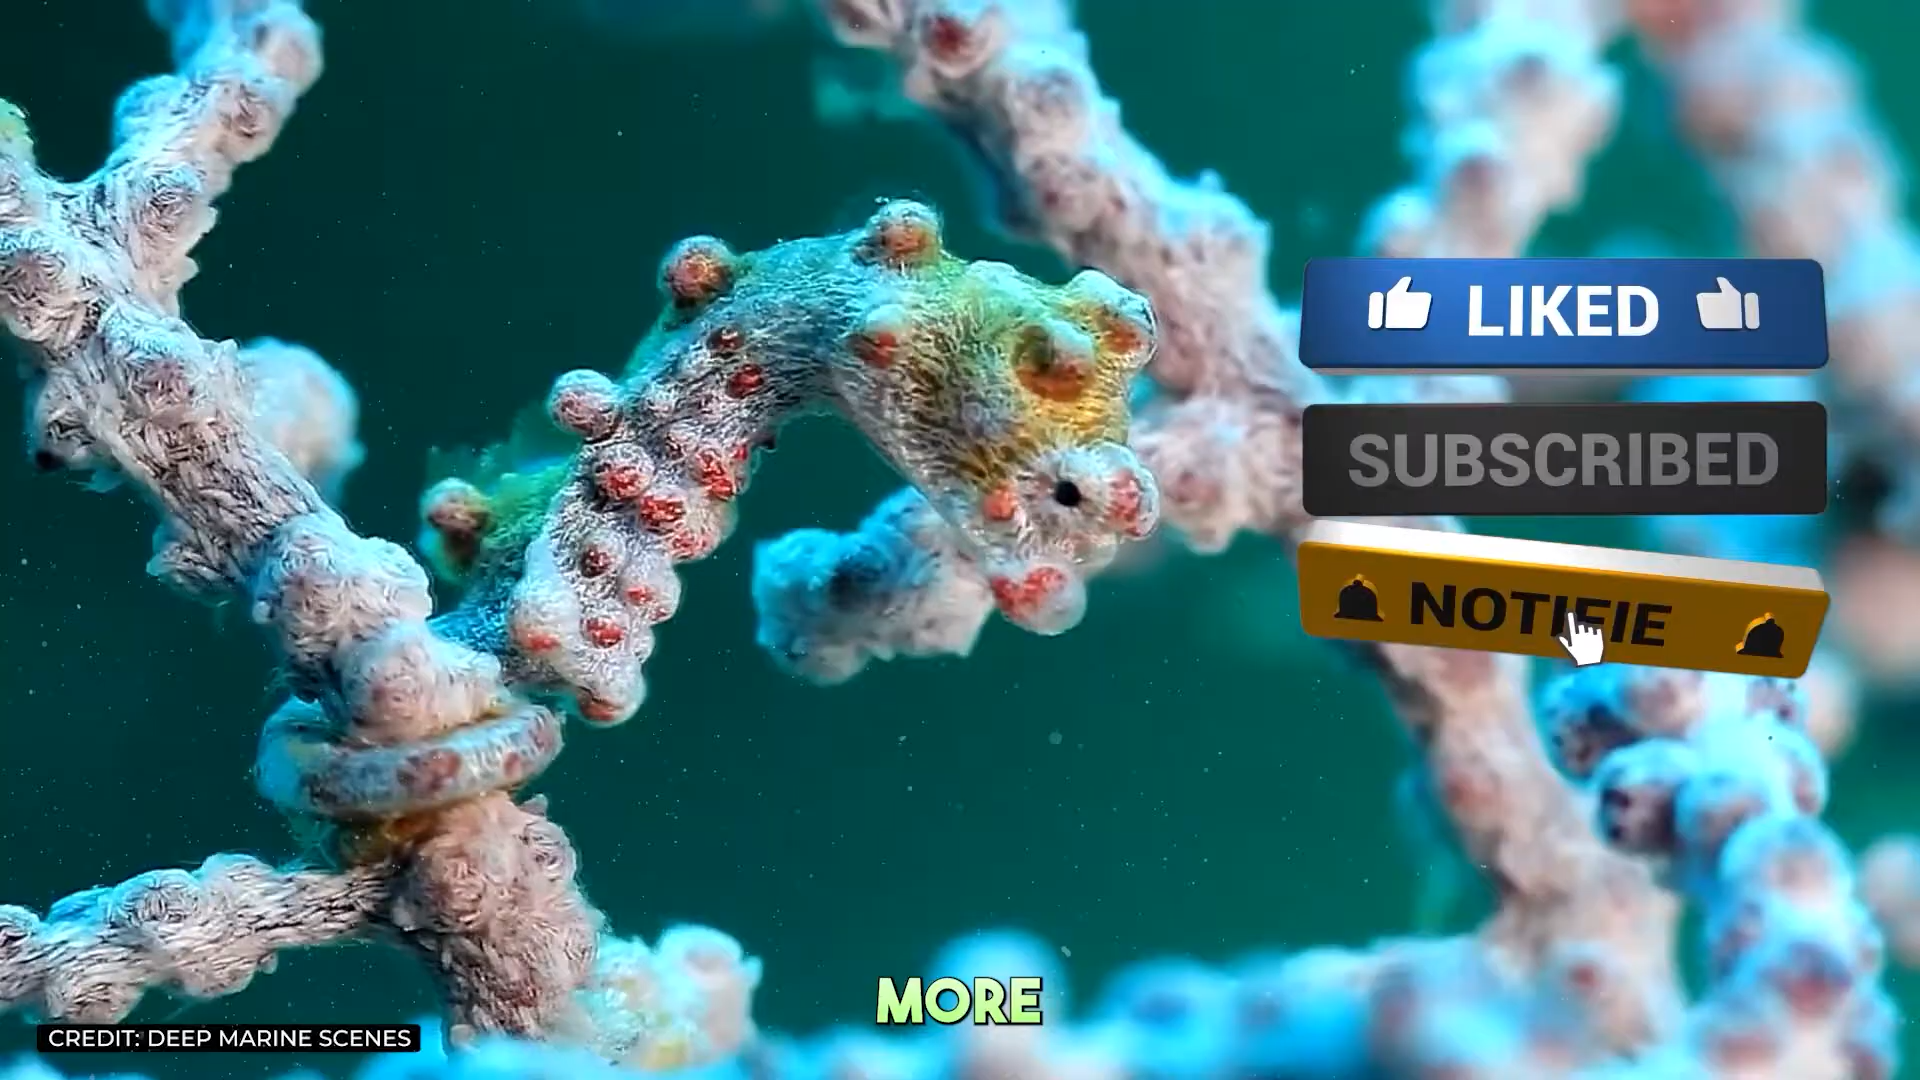 LIKED
SUBSCRIBED
NOTIFIE
MORE
CREDIT: DEEP MARINE SCENES